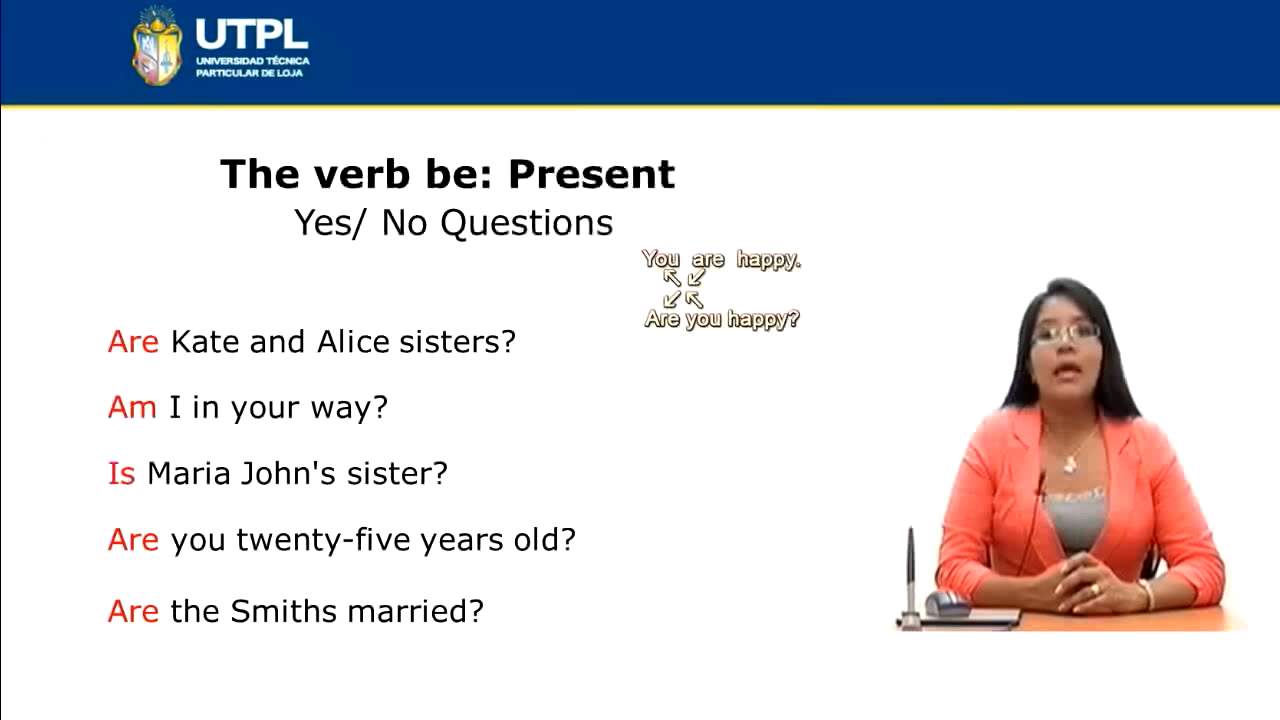 UTPL
UNIVERSIDAD TÉCNICA
PARTICULAR DE LOJA
The verb be: Present
Yes/ No Questions
You are happy.
Are you happy?
Are Kate and Alice sisters?
Am I in your way?
Is Maria John's sister?
Are you twenty-five years old?
Are the Smiths married?